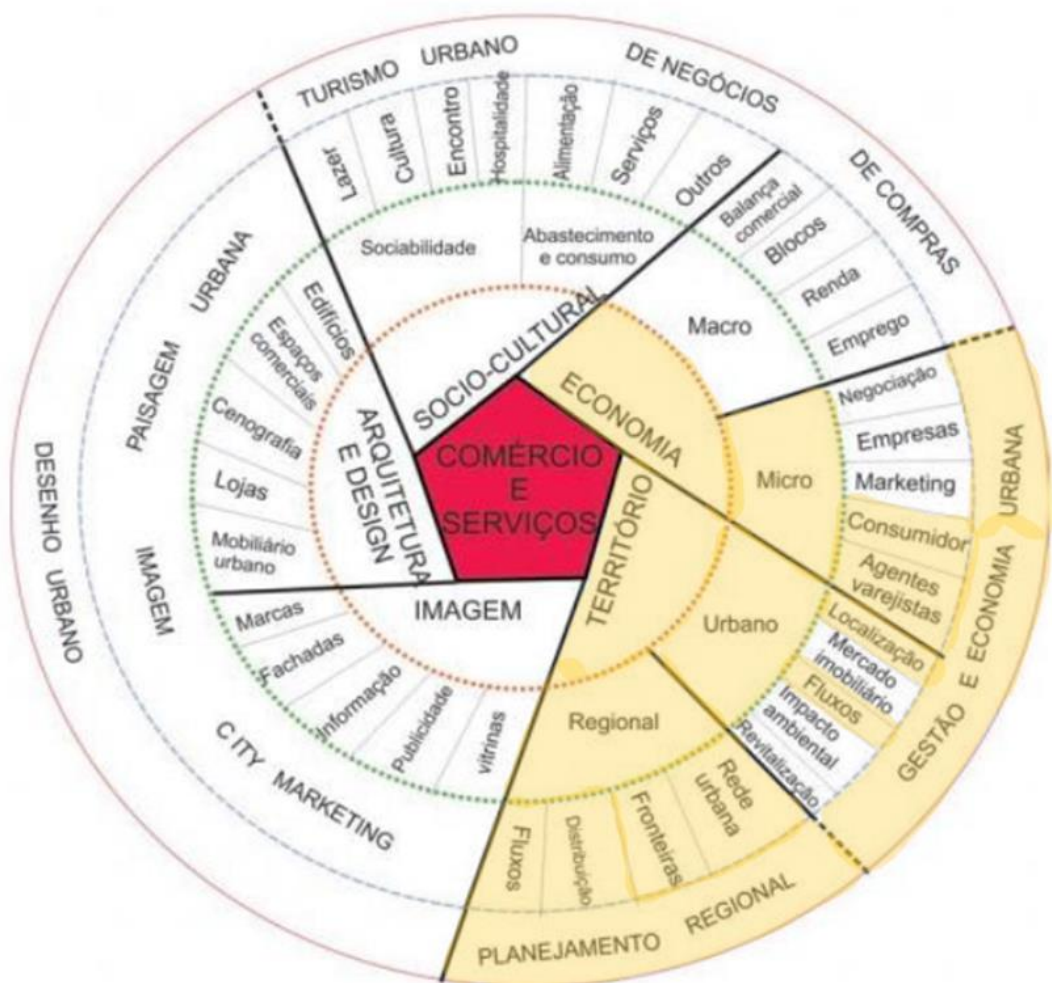 TURISMO URBANO
DE NEGÓCIOS
DE COMPRAS
Lazer
Cultura
Encontro
Hospitalidade
Alimentação
Serviços
Outros
Balança
comercial
Blocos
Renda
Emprego
Sociabilidade
Abastecimento
e consumo
Macro
SOCIO-CULTURAL
ECONOMIA
COMÉRCIO
E
SERVIÇOS
Micro
Negociação
Empresas
Marketing
Consumidor
Agentes
varejistas
GESTÃO E ECONOMIA URBANA
TERRITÓRIO
Urbano
Localização
Mercado
imobiliário
Fluxos
Impacto
ambiental
Revitalização
Regional
Rede
urbana
Fronteiras
Distribuição
Fluxos
PLANEJAMENTO REGIONAL
IMAGEM
Marcas
Fachadas
Informação
Publicidade
vitrinas
CITY MARKETING
ARQUITETURA
E DESIGN
Edifícios
Espaços
comerciais
Cenografia
Lojas
Mobiliário
urbano
PAISAGEM URBANA
IMAGEM
DESENHO URBANO